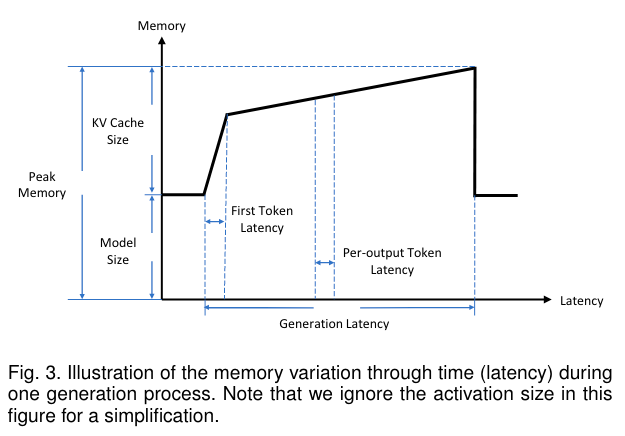 Memory
KV Cache
Size
Peak
Memory
First Token
Latency
Model
Size
Per-output Token
Latency
Latency
Generation Latency
Fig. 3. Illustration of the memory variation through time (latency) during
one generation process. Note that we ignore the activation size in this
figure for a simplification.